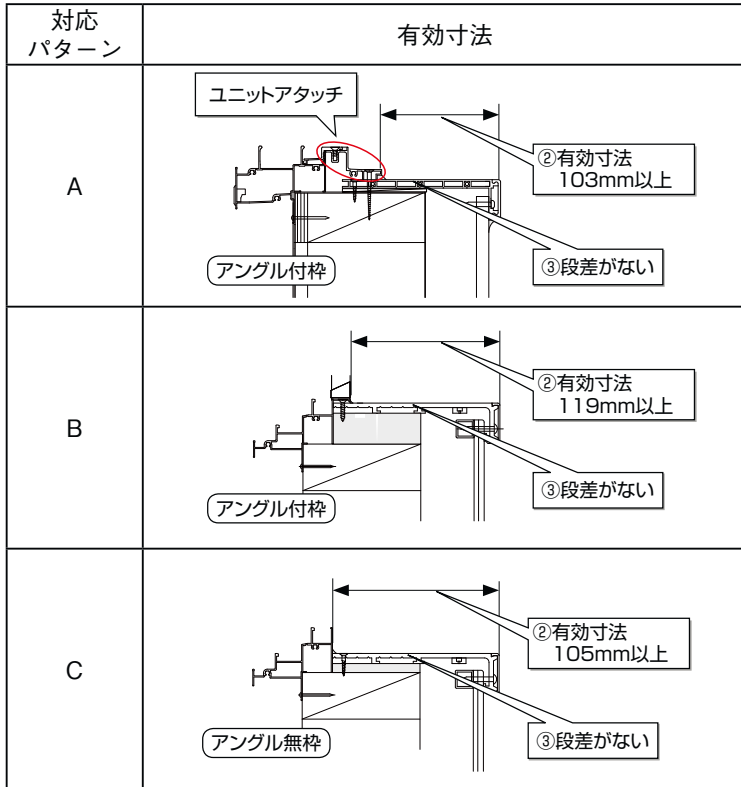 対応
パターン
有効寸法
A
ユニットアタッチ
②有効寸法
103mm以上
③段差がない
アングル付枠
B
②有効寸法
119mm以上
③段差がない
アングル付枠
C
②有効寸法
105mm以上
③段差がない
アングル無枠